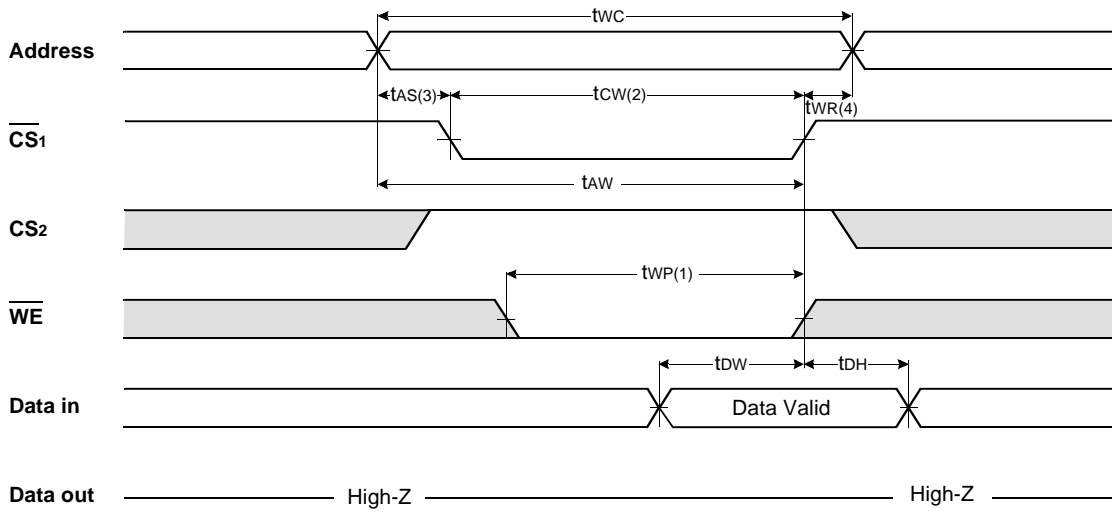 tWC
Address
tAS(3) tCW(2) tWR(4)
CS1
tAW
CS2
tWP(1)
WE
tDW tDH
Data in Data Valid
Data out High-Z High-Z